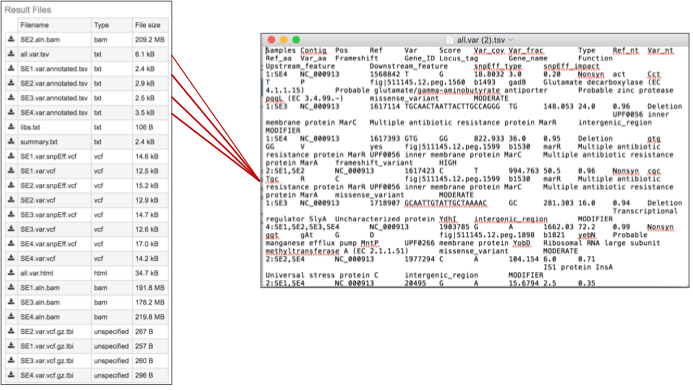 Result Files
Filename Type File size
SE2.aln.bam bam 209.2 MB
all.var.tsv txt 6.1 kB
SE1.var.annotated.tsv txt 2.4 kB
SE2.var.annotated.tsv txt 2.9 kB
SE3.var.annotated.tsv txt 2.5 kB
SE4.var.annotated.tsv txt 3.5 kB
libs.txt txt 106 B
summary.txt txt 2.4 kB
SE1.var.snpEff.vcf vcf 14.6 kB
SE1.var.vcf vcf 12.5 kB
SE2.var.snpEff.vcf vcf 15.2 kB
SE2.var.vcf vcf 12.9 kB
SE3.var.snpEff.vcf vcf 14.7 kB
SE3.var.vcf vcf 12.6 kB
SE4.var.snpEff.vcf vcf 17.0 kB
SE4.var.vcf vcf 14.2 kB
all.var.html html 34.7 kB
SE1.aln.bam bam 191.8 MB
SE3.aln.bam bam 178.2 MB
SE4.aln.bam bam 219.8 MB
SE2.var.vcf.gz.tbi unspecified 267 B
SE1.var.vcf.gz.tbi unspecified 257 B
SE3.var.vcf.gz.tbi unspecified 260 B
SE4.var.vcf.gz.tbi unspecified 296 B
all.var (2).tsv
Samples Contig Pos Ref Var Score Var_cov Var_frac Type Ref_nt Var_nt
Ref_aa Var_aa Frameshift Gene_ID Locus_tag Gene_name Function
Upstream_feature Downstream_feature snpEff_type snpEff_impact
1:SE4 NC_000913 1568842 T G 18.8032 3.0 0.20 Nonsyn act Cct
T P fig|511145.12.peg.1560 b1493 gadB Glutamate decarboxylase (EC
4.1.1.15) Probable glutamate/gamma-aminobutyrate antiporter Probable zinc protease
pqqL (EC 3.4.99.-) missense_variant MODERATE
1:SE3 NC_000913 1617114 TGCAACTAATTACTTGCCAGGG TG 148.053 24.0 0.96 Deletion
UPF0056 inner
membrane protein MarC Multiple antibiotic resistance protein MarR intergenic_region
MODIFIER
1:SE4 NC_000913 1617393 GTG GG 822.933 36.0 0.95 Deletion gtg
GG V yes fig|511145.12.peg.1599 b1530 marR Multiple antibiotic
resistance protein MarR UPF0056 inner membrane protein MarC Multiple antibiotic
resistance protein MarA frameshift_variant HIGH
2:SE1,SE2 NC_000913 1617423 C T 994.763 50.5 0.96 Nonsyn cgc
Tgc R C fig|511145.12.peg.1599 b1530 marR Multiple antibiotic
resistance protein MarR UPF0056 inner membrane protein MarC Multiple antibiotic
resistance protein MarA missense_variant MODERATE
1:SE3 NC_000913 1718907 GCAATTGTATTGCTAAAAC GC 281.303 16.0 0.94 Deletion
Transcriptional
regulator SlyA Uncharacterized protein YdhI intergenic_region MODIFIER
4:SE1,SE2,SE3,SE4 NC_000913 1903785 G A 1662.03 72.2 0.99 Nonsyn
ggt gAt G D fig|511145.12.peg.1898 b1821 yebN Probable
manganese efflux pump MntP UPF0266 membrane protein YobD Ribosomal RNA large subunit
methyltransferase A (EC 2.1.1.51) missense_variant MODERATE
2:SE2,SE4 NC_000913 1977294 C A 104.154 6.0 0.71
IS1 protein InsA
Universal stress protein C intergenic_region MODIFIER
2:SE1,SE4 NC_000913 20495 G A 15.6794 2.5 0.35